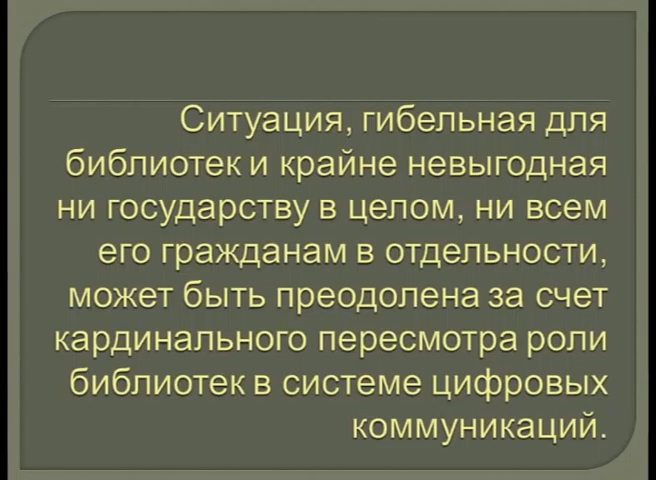 Ситуация, гибельная для
библиотек и крайне невыгодная
ни государству в целом, ни всем
его гражданам в отдельности,
может быть преодолена за счет
кардинального пересмотра роли
библиотек в системе цифровых
коммуникаций.